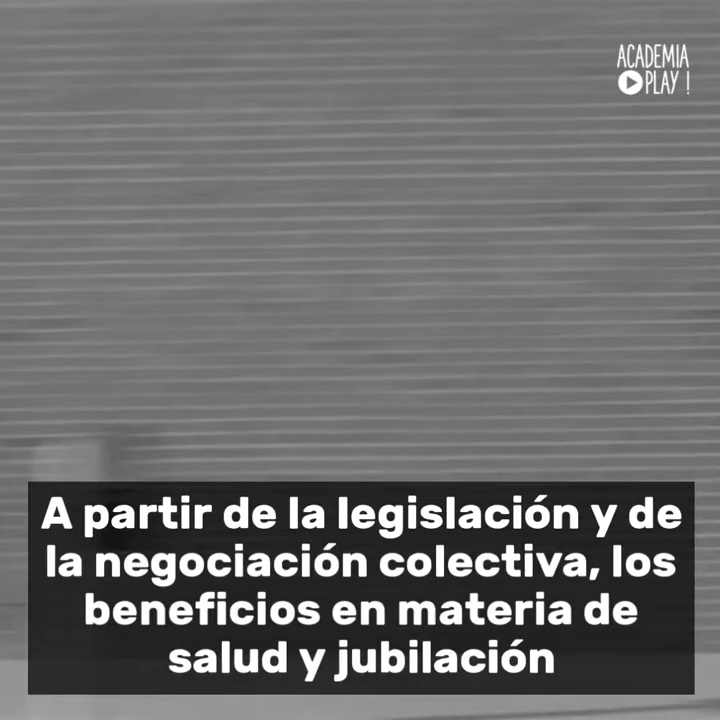 ACADEMIA
PLAY !
A partir de la legislación y de
la negociación colectiva, los
beneficios en materia de
salud y jubilación